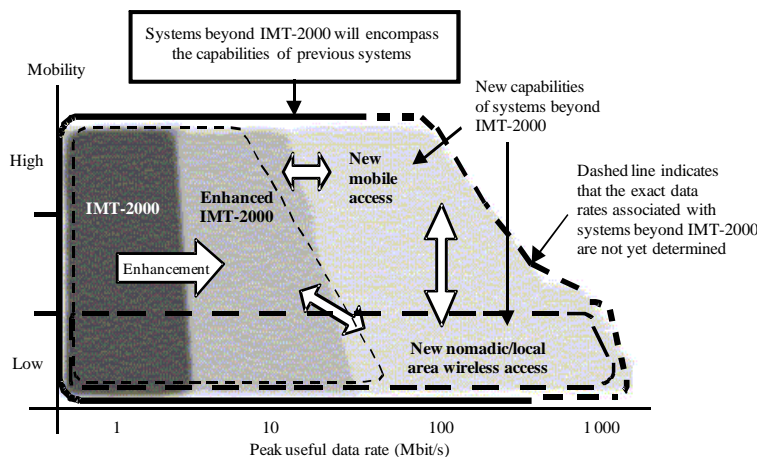 Systems beyond IMT-2000 will encompass
the capabilities of previous systems
Mobility
New capabilities
of systems beyond
IMT-2000
High
New
mobile
access
Enhanced
IMT-2000
IMT-2000
Dashed line indicates
that the exact data
rates associated with
systems beyond IMT-2000
are not yet determined
Enhancement
Low
New nomadic/local
area wireless access
1
10
100
1 000
Peak useful data rate (Mbit/s)